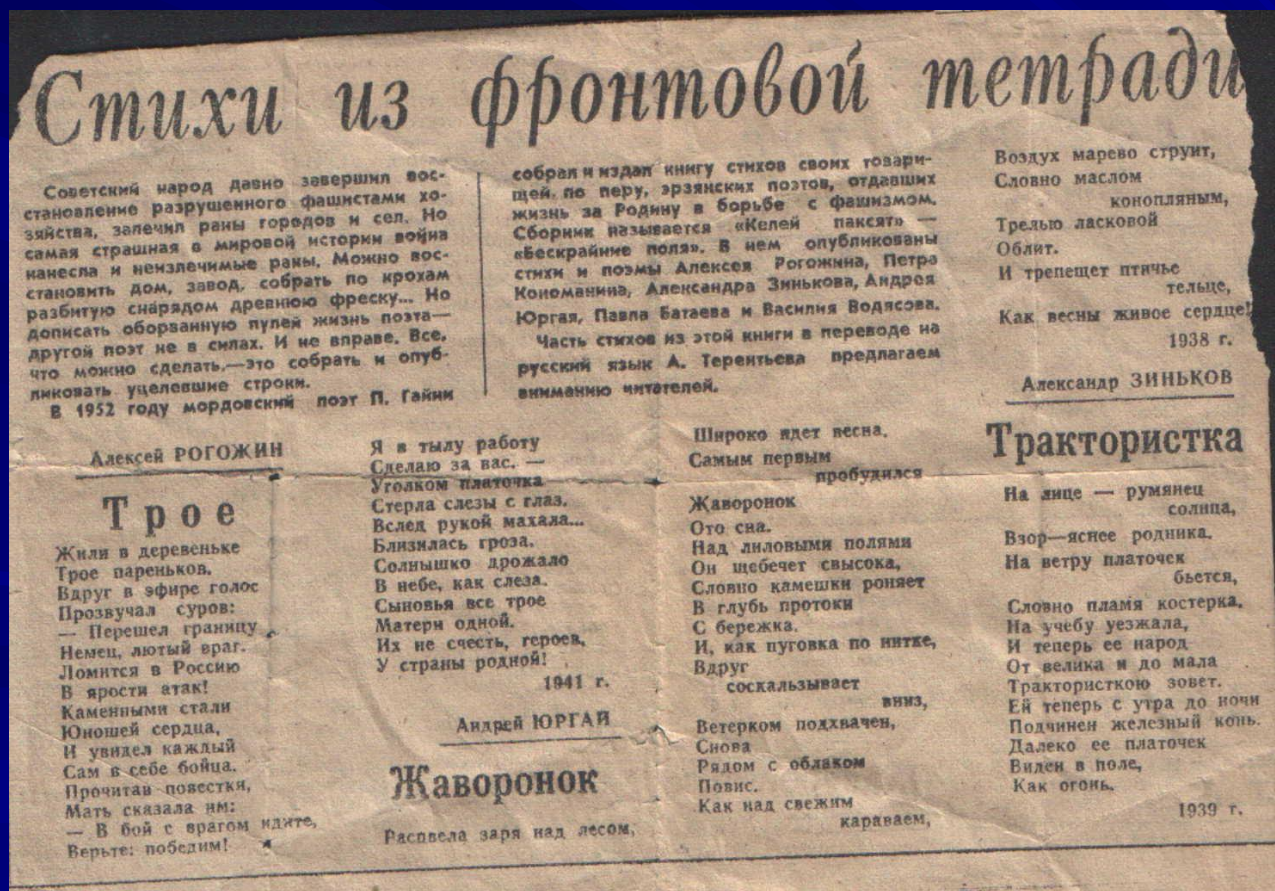 Стихи из фронтовой тетради
Советский народ давно завершил вос-
становление разрушенного фашистами хо-
зяйства, залечил раны городов и сел. Но
самая страшная в мировой истории война
нанесла и неизлечимые раны. Можно вос-
становить дом, завод, собрать по крохам
разбитую снарядом древнюю фреску... Но
дописать оборванную пулей жизнь поэта—
другой поэт не в силах. И не вправе. Все,
что можно сделать,—это собрать и опуб-
ликовать уцелевшие строки.
В 1952 году мордовский поэт П. Гайни
собрал и издал книгу стихов своих товари-
щей по перу, эрзянских поэтов, отдавших
жизнь за Родину в борьбе с фашизмом.
Сборник называется «Келей паксят» —
«Бескрайние поля». В нем опубликованы
стихи и поэмы Алексея Рогожина, Петра
Кономанина, Александра Зинькова, Андрея
Юргая, Павла Батаева и Василия Водясова.
Часть стихов из этой книги в переводе на
русский язык А. Терентьева предлагаем
вниманию читателей.
Алексей РОГОЖИН
Трое
Жили в деревеньке
Трое пареньков.
Вдруг в эфире голос
Прозвучал суров:
— Перешел границу
Немец, лютый враг.
Ломится в Россию
В ярости атак!
Каменными стали
Юношей сердца,
И увидел каждый
Сам в себе бойца.
Прочитав повестки,
Мать сказала им:
— В бой с врагом идите,
Верьте: победим!
Я в тылу работу
Сделаю за вас. —
Уголком платочка
Стерла слезы с глаз.
Вслед рукой махала...
Близилась гроза.
Солнышко дрожало
В небе, как слеза.
Сыновья все трое
Матери одной.
Их не счесть, героев,
У страны родной!
1941 г.
Андрей ЮРГАЙ
Жаворонок
Расцвела заря над лесом,
Широко идет весна.
Самым первым
пробудился
Жаворонок
Ото сна.
Над лиловыми полями
Он щебечет свысока,
Словно камешки роняет
В глубь протоки
С бережка.
И, как пуговка по нитке,
Вдруг
соскальзывает
вниз,
Ветерком подхвачен,
Снова
Рядом с облаком
Повис.
Как над свежим
караваем,
Воздух марево струит,
Словно маслом
конопляным,
Трелью ласковой
Облит.
И трепещет птичье
тельце,
Как весны живое сердце!
1938 г.
Александр ЗИНЬКОВ
Трактористка
На лице — румянец
солнца,
Взор—яснее родника.
На ветру платочек
бьется,
Словно пламя костерка.
На учебу уезжала,
И теперь ее народ
От велика и до мала
Трактористкою зовет.
Ей теперь с утра до ночи
Подчинен железный конь.
Далеко ее платочек
Виден в поле,
Как огонь.
1939 г.